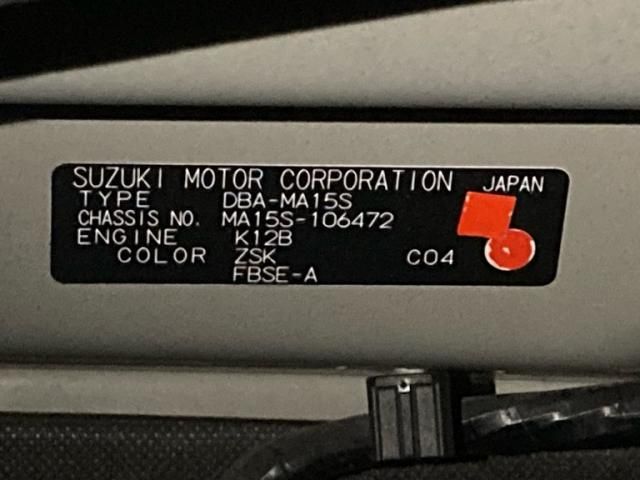 SUZUKI MOTOR CORPORATION JAPAN
TYPE DBA-MA15S
CHASSIS NO. MA15S-106472
ENGINE K12B
COLOR ZSK C04
FBSE-A